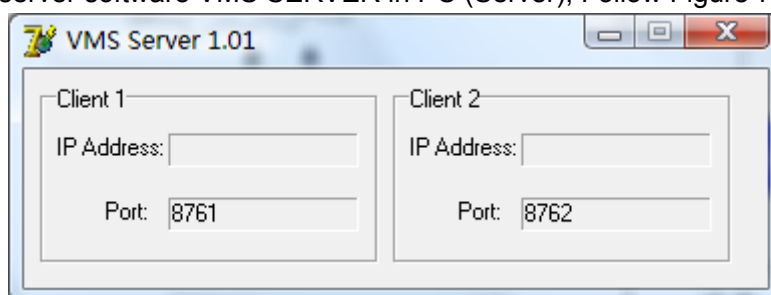 server software VMS SERVER in PC (Server), Follow Figure
VMS Server 1.01
Client 1
Client 2
IP Address:
IP Address:
Port: 8761
Port: 8762